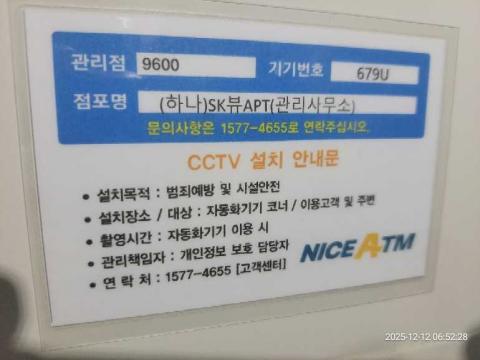 관리점 9600 기기번호 679U
점포명 (하나)SK뷰APT(관리사무소)
문의사항은 1577-4655로 연락주십시오.
CCTV 설치 안내문
• 설치목적 : 범죄예방 및 시설안전
• 설치장소 / 대상 : 자동화기기 코너 / 이용고객 및 주변
• 촬영시간 : 자동화기기 이용 시
• 관리책임자 : 개인정보 보호 담당자
• 연 락 처 : 1577-4655 [고객센터]
NICE ATM
2025-12-12 06:52:28